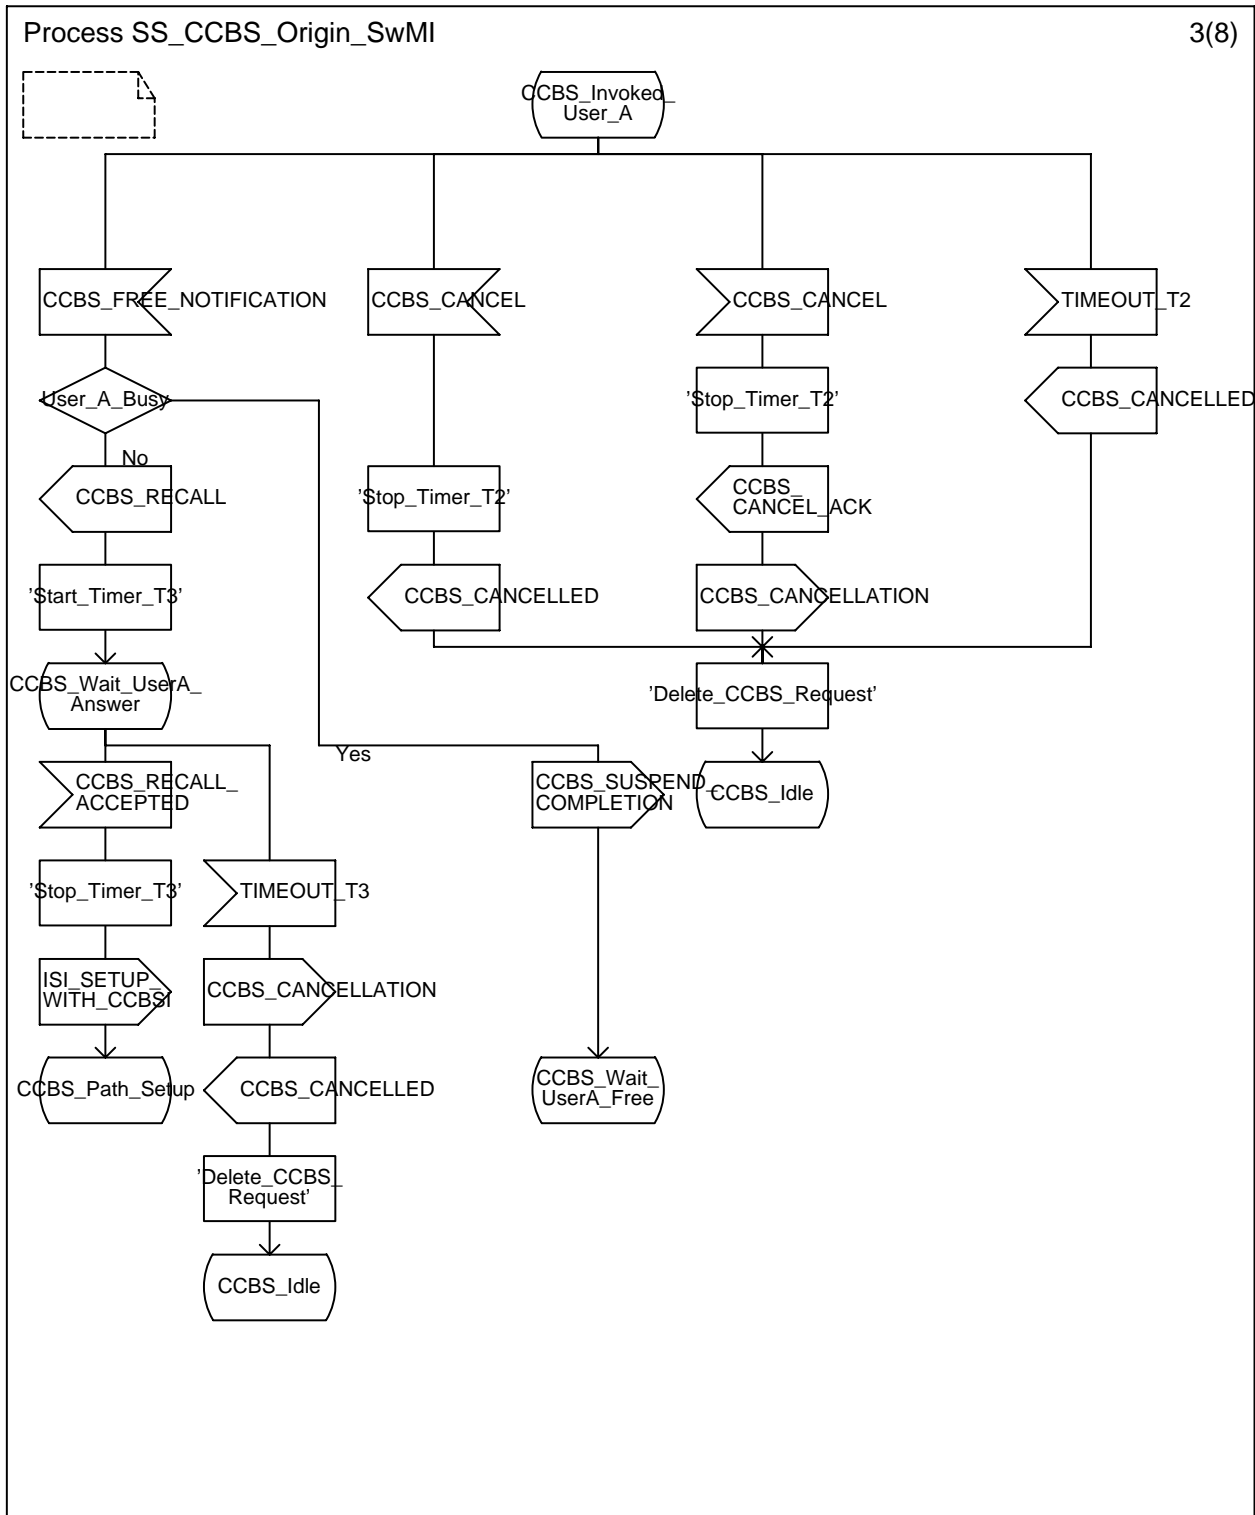 Process SS_CCBS_Origin_SwMI
3(8)
CCBS_Invoked_
User_A
CCBS_FREE_NOTIFICATION
CCBS_CANCEL
CCBS_CANCEL
TIMEOUT_T2
User_A_Busy
'Stop_Timer_T2'
CCBS_CANCELLED
No
CCBS_RECALL
'Stop_Timer_T2'
CCBS_
CANCEL_ACK
'Start_Timer_T3'
CCBS_CANCELLED
CCBS_CANCELLATION
CCBS_Wait_UserA_
Answer
'Delete_CCBS_Request'
Yes
CCBS_RECALL_
ACCEPTED
CCBS_SUSPEND_
COMPLETION
CCBS_Idle
'Stop_Timer_T3'
TIMEOUT_T3
ISI_SETUP_
WITH_CCBSI
CCBS_CANCELLATION
CCBS_Path_Setup
CCBS_CANCELLED
CCBS_Wait_
UserA_Free
'Delete_CCBS_
Request'
CCBS_Idle